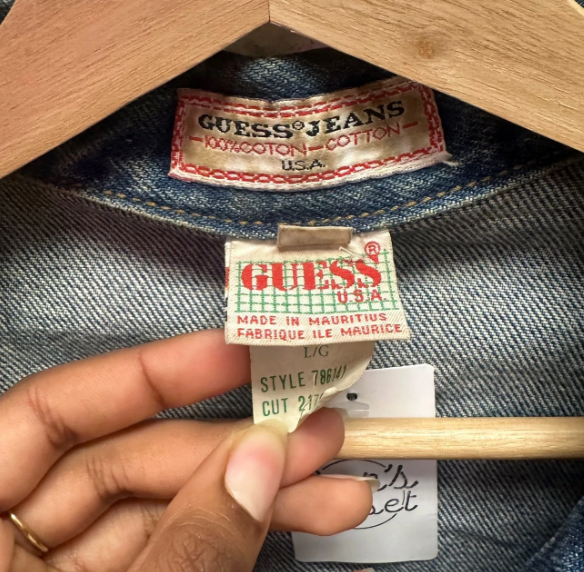 GUESS® JEANS
100% COTON - COTTON
U.S.A.
GUESS®
U.S.A.
MADE IN MAURITIUS
FABRIQUE ILE MAURICE
L/G
STYLE
CUT